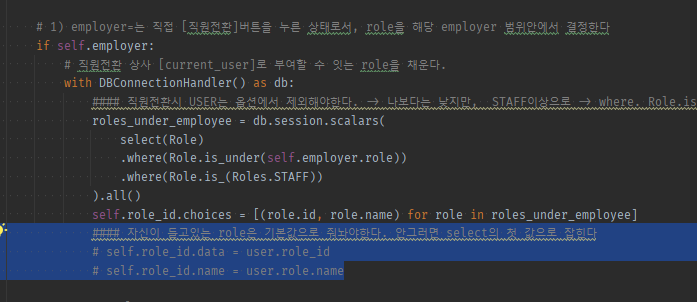 # 1) employer=는 직접 [직원전환]버튼을 누른 상태로서, role을 해당 employer 범위안에서 결정한다
if self.employer:
# 직원전환 상사 [current_user]로 부여할 수 잇는 role을 채운다.
with DBConnectionHandler() as db:
#### 직원전환시 USER는 옵션에서 제외해야한다. -> 나보다는 낮지만, STAFF이상으로 -> where. Role.is
roles_under_employee = db.session.scalars(
select(Role)
.where(Role.is_under(self.employer.role))
.where(Role.is_(Roles.STAFF))
).all()
self.role_id.choices = [(role.id, role.name) for role in roles_under_employee]
#### 자신이 들고있는 role은 기본값으로 줘놔야한다. 안그러면 select의 첫 값으로 잡힌다
# self.role_id.data = user.role_id
# self.role_id.name = user.role.name